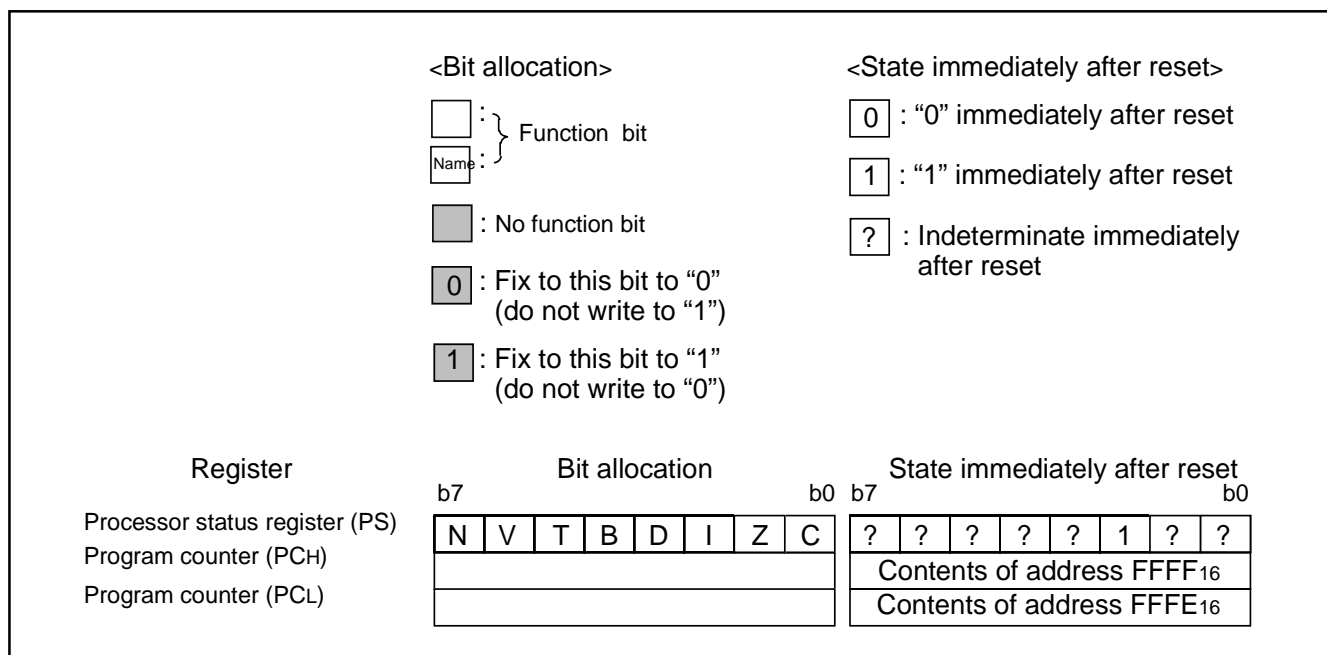 <Bit allocation>
:
Function bit
Name :
: No function bit
0 : Fix to this bit to “0”
(do not write to “1”)
1 : Fix to this bit to “1”
(do not write to “0”)
<State immediately after reset>
0 : “0” immediately after reset
1 : “1” immediately after reset
? : Indeterminate immediately
after reset
Register Bit allocation State immediately after reset
b7 b0 b7 b0
Processor status register (PS) N V T B D I Z C ? ? ? ? ? 1 ? ?
Program counter (PCH) Contents of address FFFF16
Program counter (PCL) Contents of address FFFE16